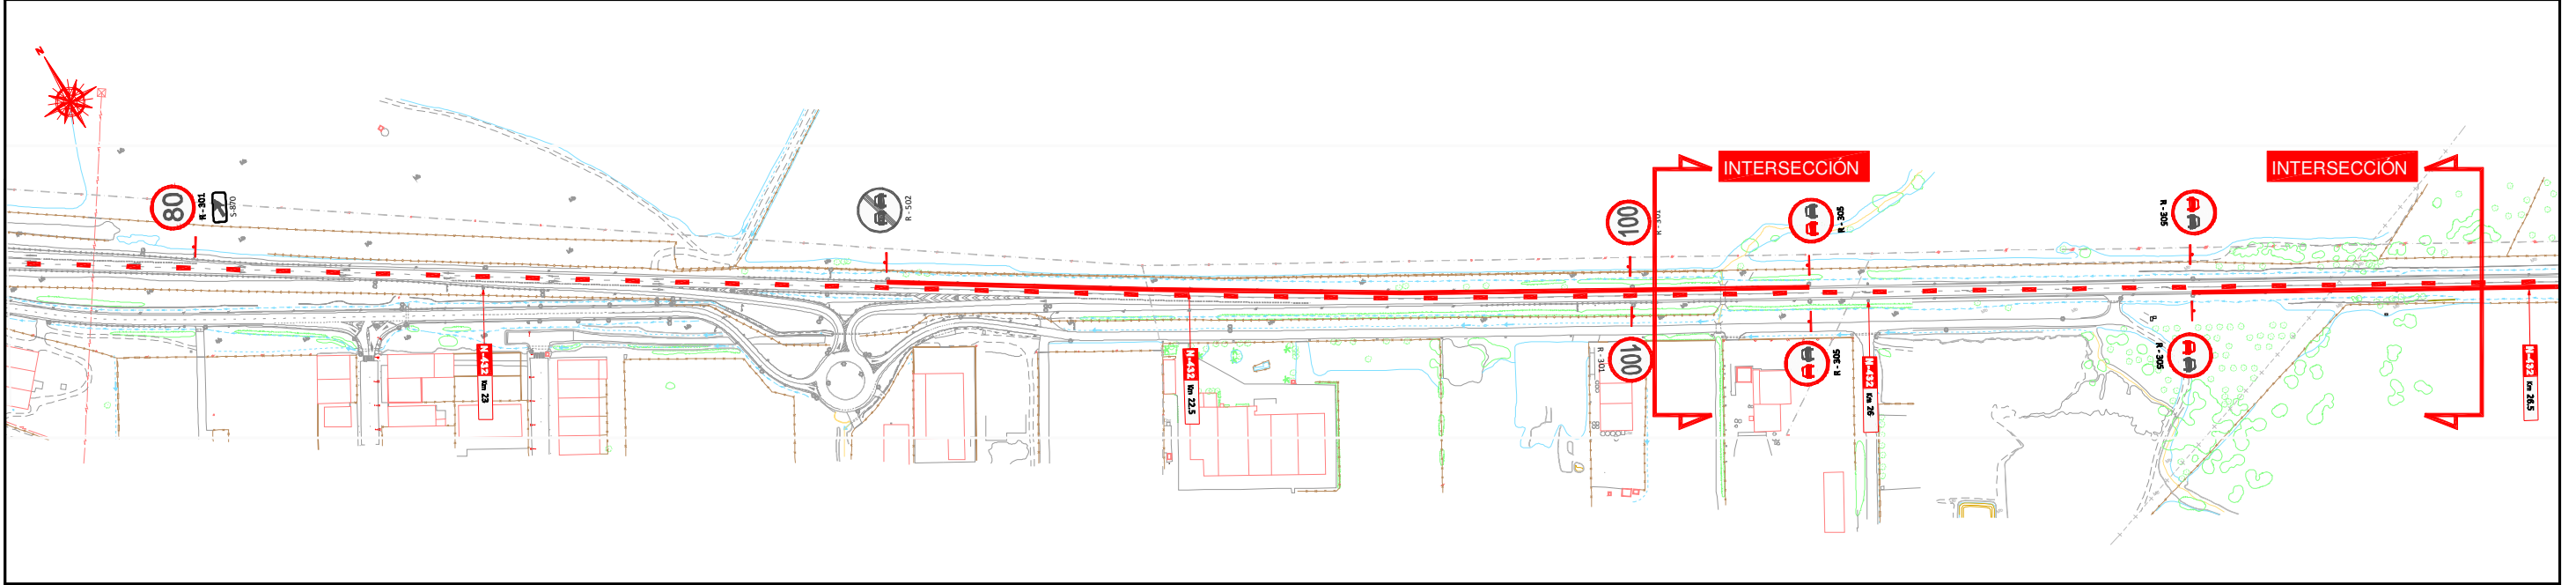 N
80
R-301
S-870
R-502
100
R-301
INTERSECCIÓN
R-305
R-305
INTERSECCIÓN
N-432 Km 23
N-432 Km 22.5
R-301
100
R-305
N-432 Km 26
R-305
N-432 Km 26.5